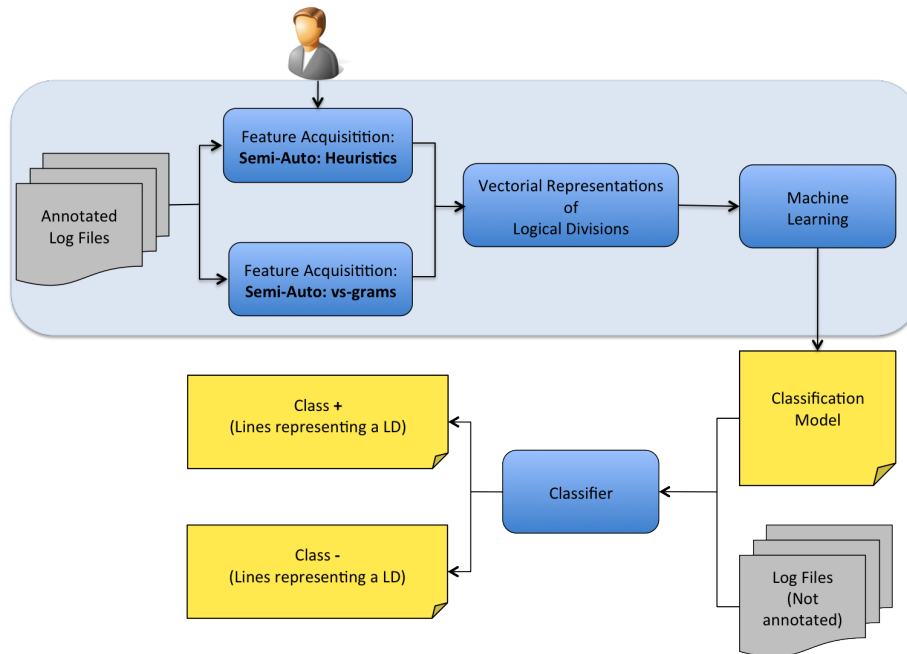 Feature Acquisitition:
Semi-Auto: Heuristics
Annotated
Log Files
Vectorial Representations
of
Logical Divisions
Machine
Learning
Feature Acquisitition:
Semi-Auto: vs-grams
Class +
(Lines representing a LD)
Classification
Model
Classifier
Class -
(Lines representing a LD)
Log Files
(Not
annotated)